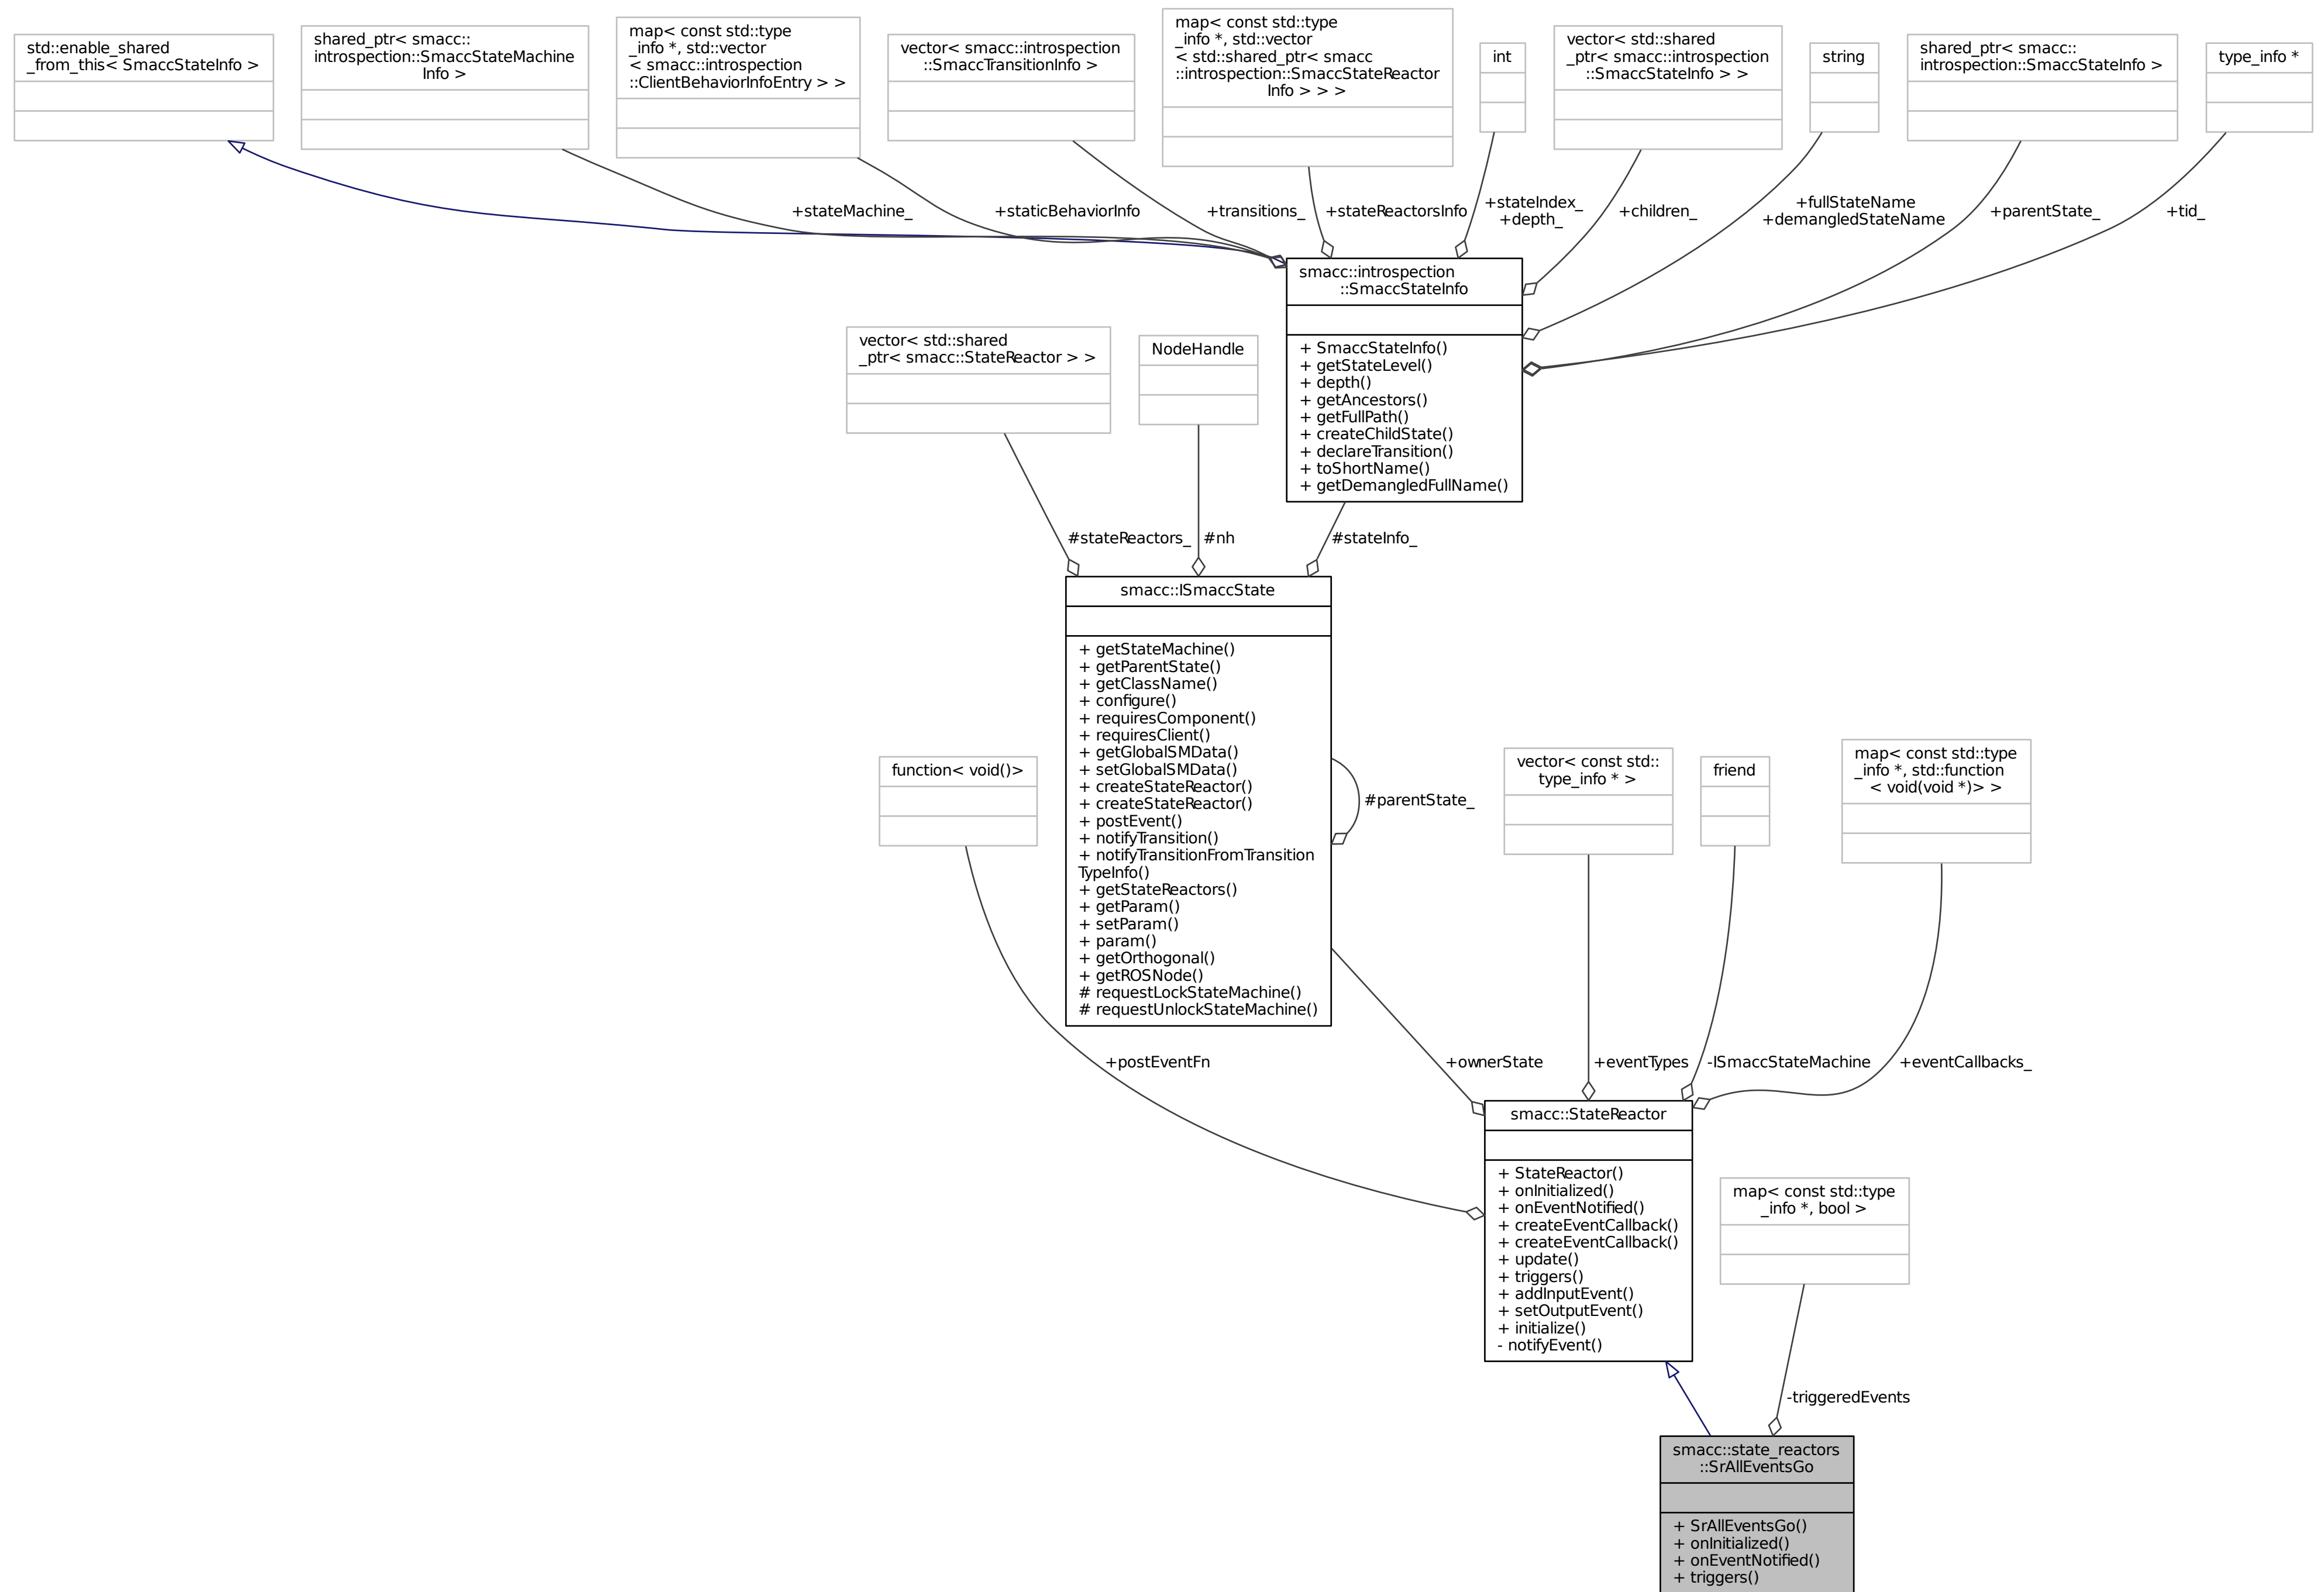 std::enable_shared
_from_this< SmaccStateInfo >
shared_ptr< smacc::
introspection::SmaccStateMachine
Info >
map< const std::type
_info *, std::vector
< smacc::introspection
::ClientBehaviorInfoEntry > >
vector< smacc::introspection
::SmaccTransitionInfo >
map< const std::type
_info *, std::vector
< std::shared_ptr< smacc
::introspection::SmaccStateReactor
Info > > >
int
vector< std::shared
_ptr< smacc::introspection
::SmaccStateInfo > >
string
shared_ptr< smacc::
introspection::SmaccStateInfo >
type_info *
+stateMachine_
+staticBehaviorInfo
+transitions_
+stateReactorsInfo
+stateIndex_
+depth_
+children_
+fullStateName
+demangledStateName
+parentState_
+tid_
smacc::introspection
::SmaccStateInfo
+ SmaccStateInfo()
+ getStateLevel()
+ depth()
+ getAncestors()
+ getFullPath()
+ createChildState()
+ declareTransition()
+ toShortName()
+ getDemangledFullName()
vector< std::shared
_ptr< smacc::StateReactor > >
NodeHandle
#stateReactors_
#nh
#stateInfo_
smacc::ISmaccState
+ getStateMachine()
+ getParentState()
+ getClassName()
+ configure()
+ requiresComponent()
+ requiresClient()
+ getGlobalSMData()
+ setGlobalSMData()
+ createStateReactor()
+ createStateReactor()
+ postEvent()
+ notifyTransition()
+ notifyTransitionFromTransition
TypeInfo()
+ getStateReactors()
+ getParam()
+ setParam()
+ param()
+ getOrthogonal()
+ getROSNode()
# requestLockStateMachine()
# requestUnlockStateMachine()
#parentState_
function< void()>
vector< const std::
type_info * >
friend
map< const std::type
_info *, std::function
< void(void *)> >
+postEventFn
+ownerState
+eventTypes
-ISmaccStateMachine
+eventCallbacks_
smacc::StateReactor
+ StateReactor()
+ onInitialized()
+ onEventNotified()
+ createEventCallback()
+ createEventCallback()
+ update()
+ triggers()
+ addInputEvent()
+ setOutputEvent()
+ initialize()
- notifyEvent()
map< const std::type
_info *, bool >
-triggeredEvents
smacc::state_reactors
::SrAllEventsGo
+ SrAllEventsGo()
+ onInitialized()
+ onEventNotified()
+ triggers()